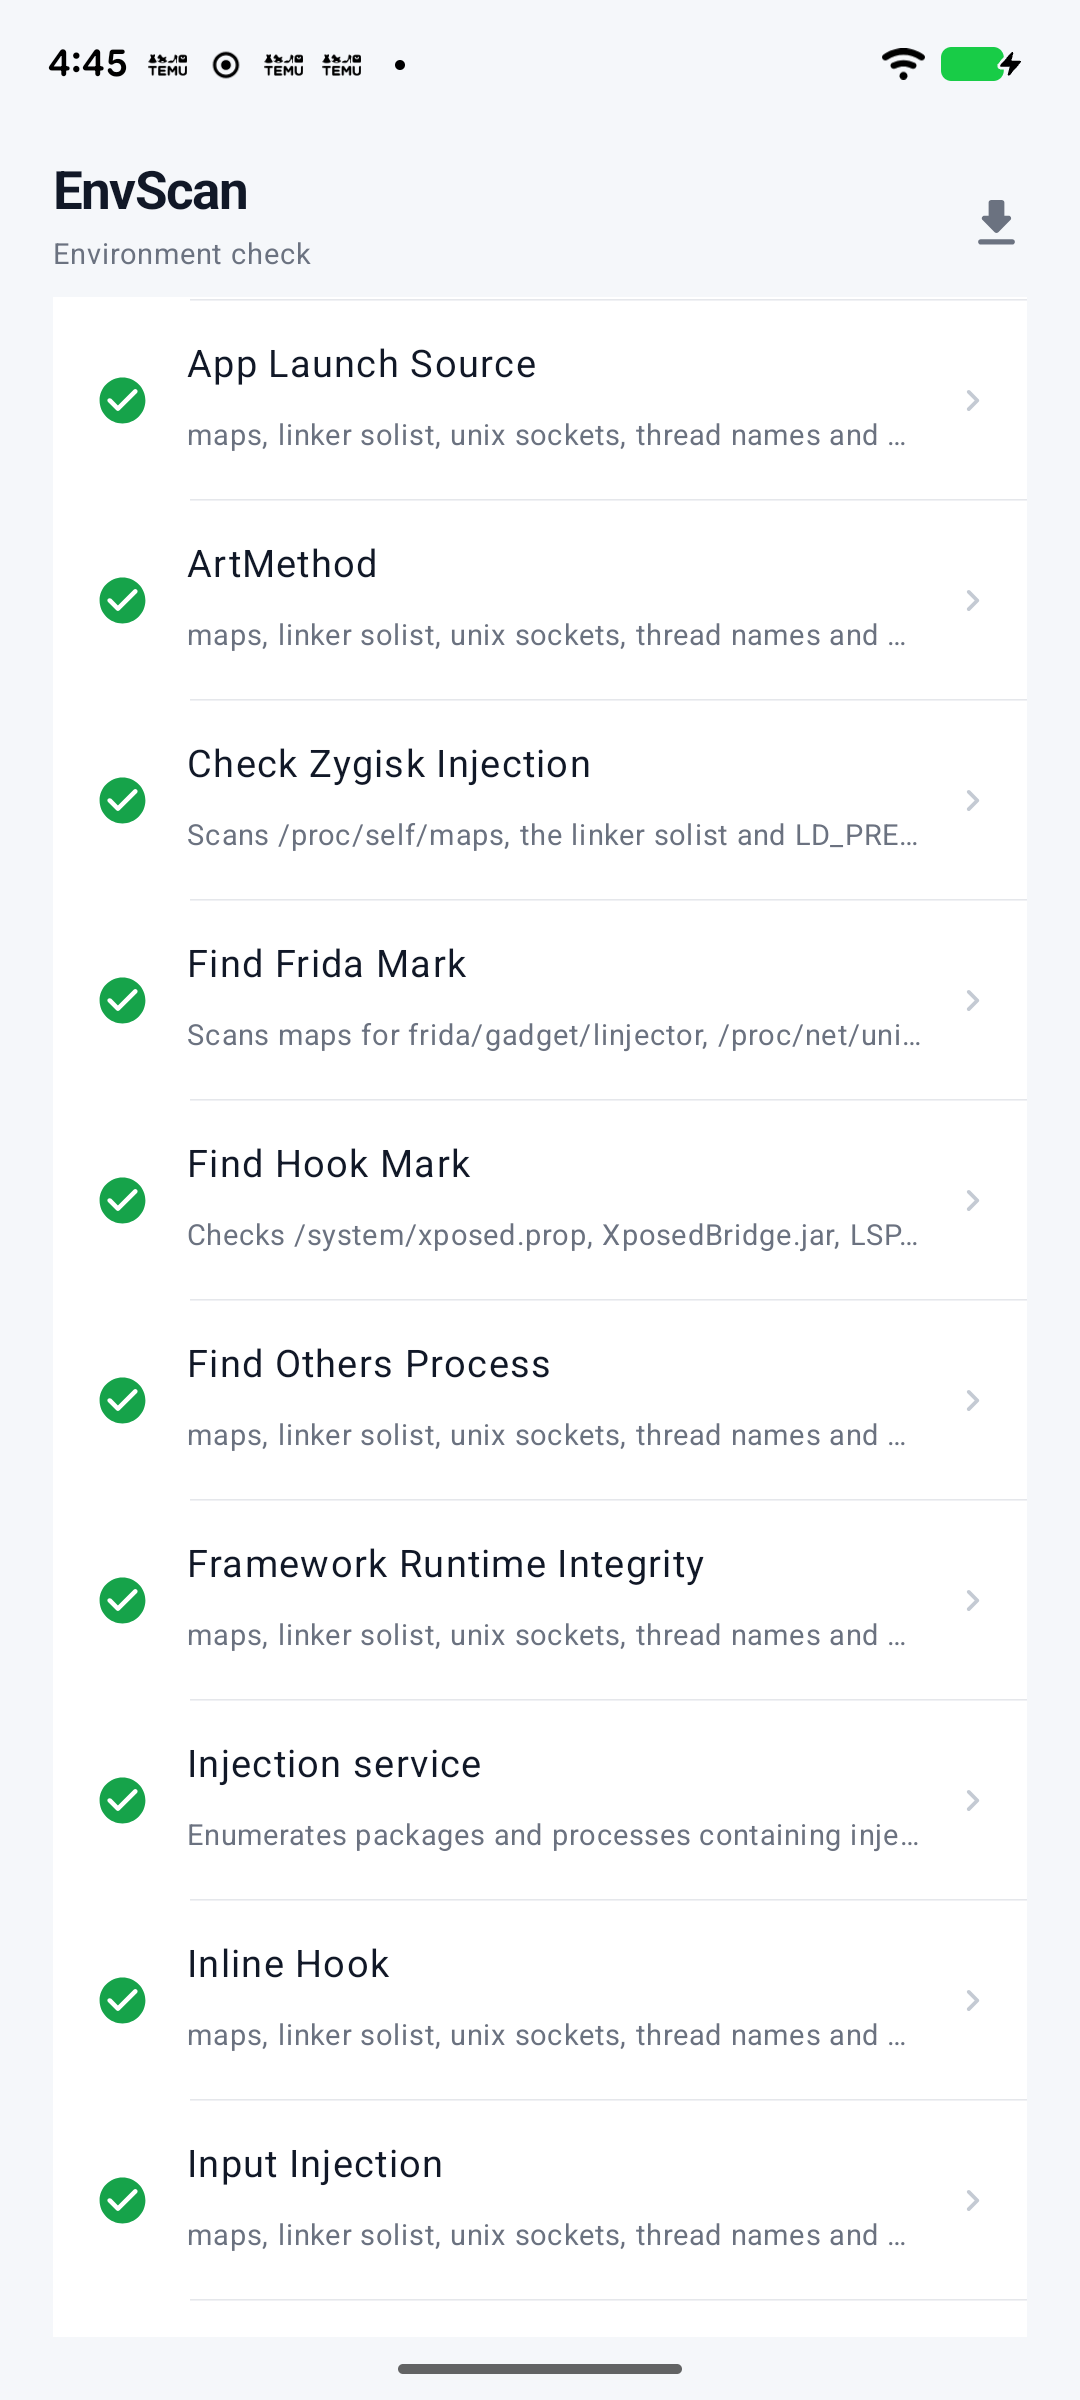 4:45 TEMU TEMU TEMU
EnvScan
Environment check
App Launch Source
maps, linker solist, unix sockets, thread names and ...
ArtMethod
maps, linker solist, unix sockets, thread names and ...
Check Zygisk Injection
Scans /proc/self/maps, the linker solist and LD_PRE...
Find Frida Mark
Scans maps for frida/gadget/linjector, /proc/net/uni...
Find Hook Mark
Checks /system/xposed.prop, XposedBridge.jar, LSP...
Find Others Process
maps, linker solist, unix sockets, thread names and ...
Framework Runtime Integrity
maps, linker solist, unix sockets, thread names and ...
Injection service
Enumerates packages and processes containing inje...
Inline Hook
maps, linker solist, unix sockets, thread names and ...
Input Injection
maps, linker solist, unix sockets, thread names and ...